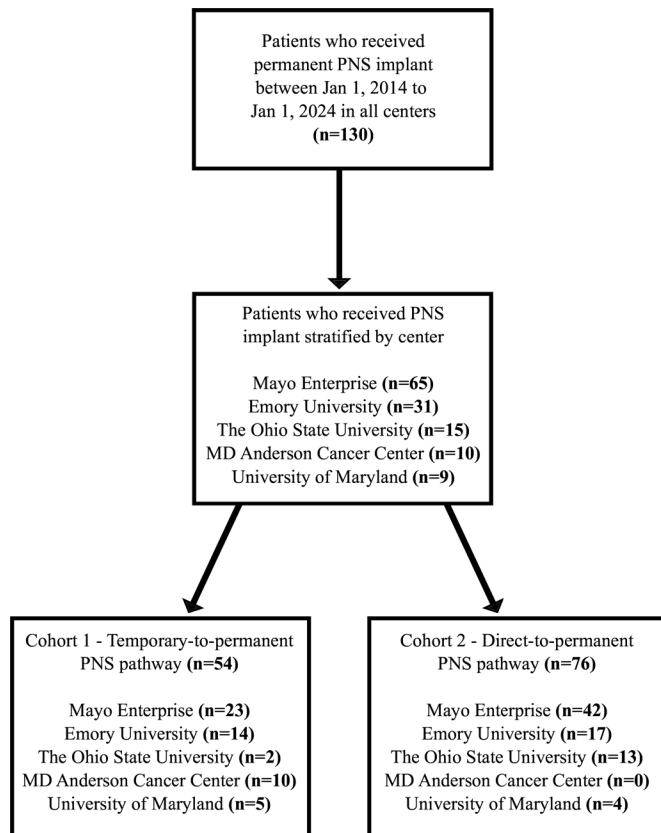 Patients who received
permanent PNS implant
between Jan 1, 2014 to
Jan 1, 2024 in all centers
(n=130)
Patients who received PNS
implant stratified by center
Mayo Enterprise (n=65)
Emory University (n=31)
The Ohio State University (n=15)
MD Anderson Cancer Center (n=10)
University of Maryland (n=9)
Cohort 1 - Temporary-to-permanent
PNS pathway (n=54)
Mayo Enterprise (n=23)
Emory University (n=14)
The Ohio State University (n=2)
MD Anderson Cancer Center (n=10)
University of Maryland (n=5)
Cohort 2 - Direct-to-permanent
PNS pathway (n=76)
Mayo Enterprise (n=42)
Emory University (n=17)
The Ohio State University (n=13)
MD Anderson Cancer Center (n=0)
University of Maryland (n=4)